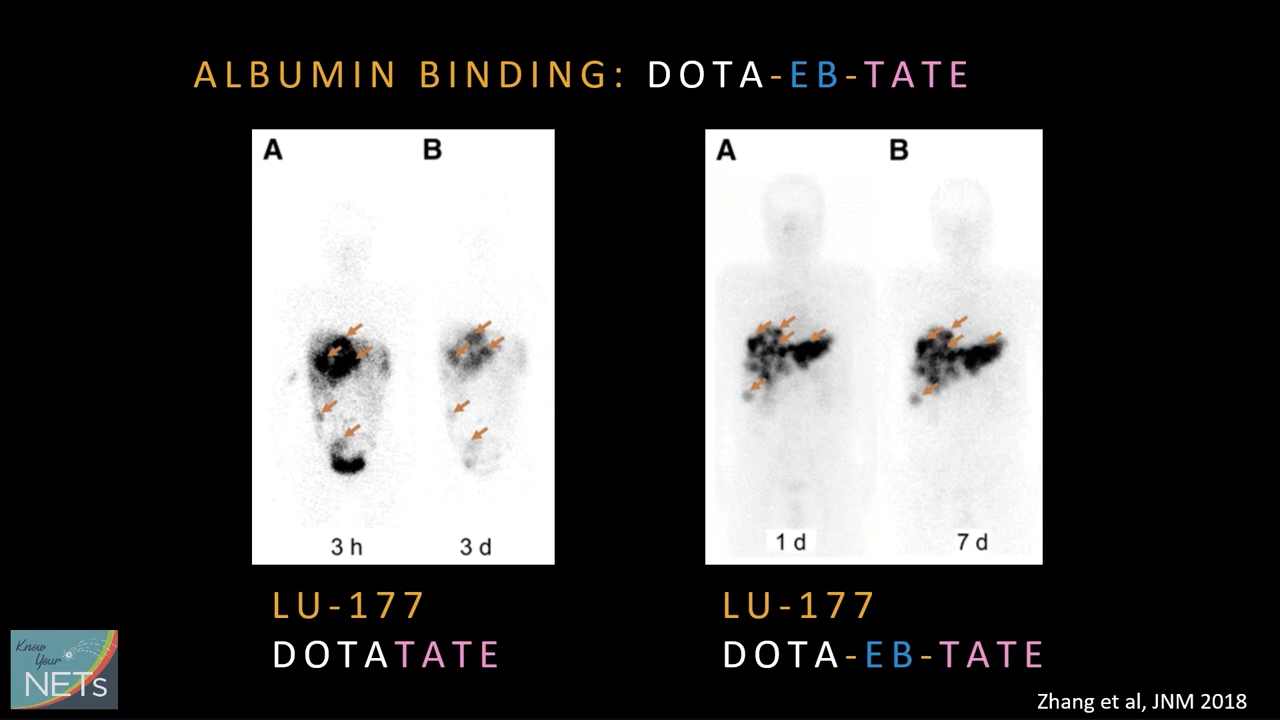 ALBUMIN BINDING: DOTA-EB-TATE
A
B
3 h
3 d
A
B
1 d
7 d
LU-177
DOTATATE
LU-177
DOTA-EB-TATE
Know
Your
NETs
Zhang et al, JNM 2018